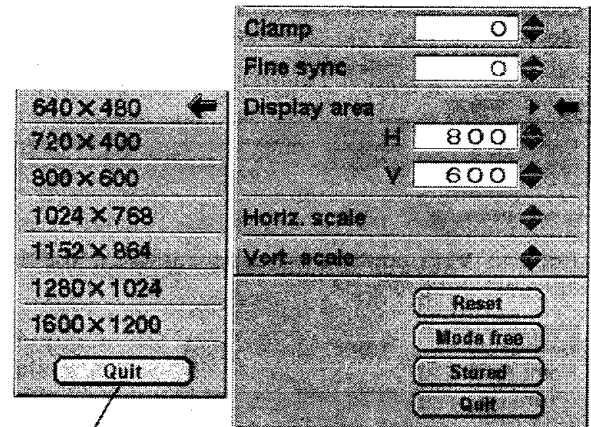 640×480
720×400
800×600
1024×768
1152×864
1280×1024
1600×1200
Quit
Clamp 0
Fine sync 0
Display area
H 800
V 600
Horiz. scale
Vert. scale
Reset
Mode free
Stored
Quit